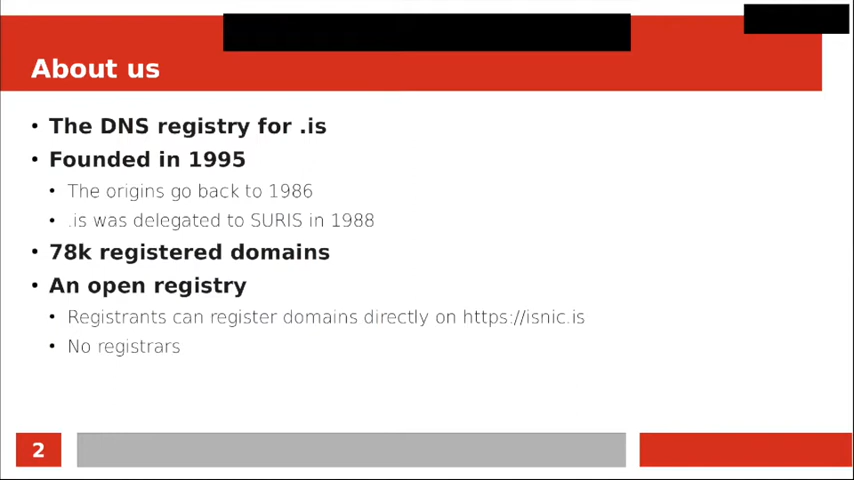 About us
• The DNS registry for .is
• Founded in 1995
• The origins go back to 1986
• .is was delegated to SURIS in 1988
• 78k registered domains
• An open registry
• Registrants can register domains directly on https://isnic.is
• No registrars
2